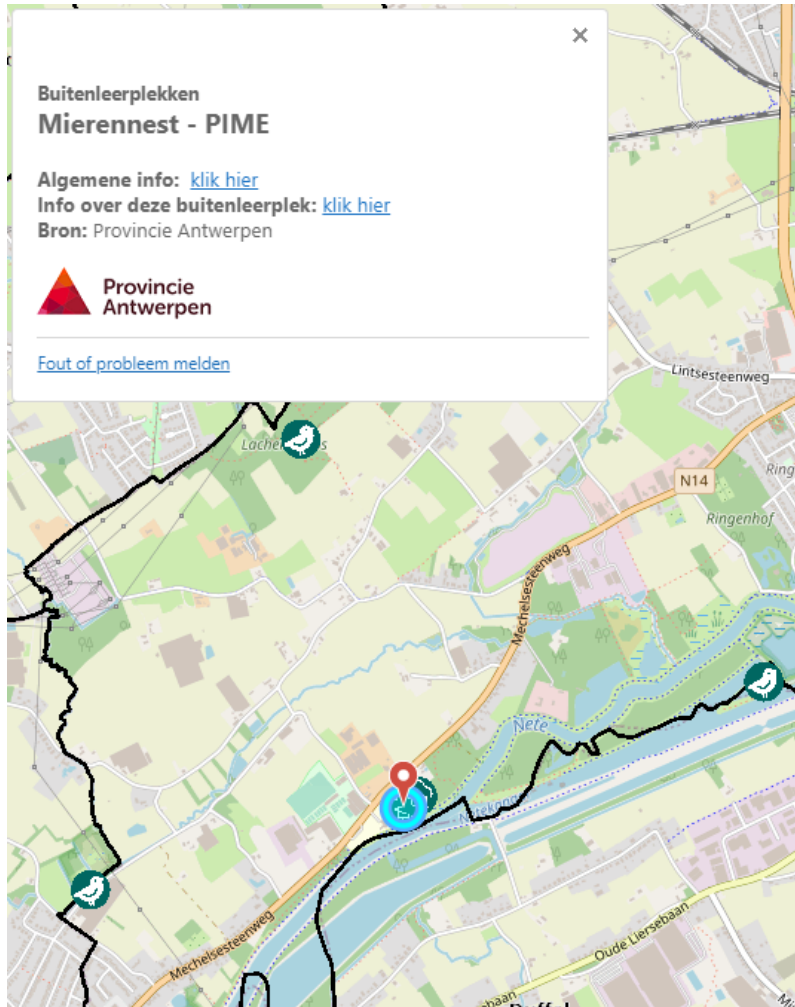 ×
Buitenleerplekken
Mierennest - PIME
Algemene info: klik hier
Info over deze buitenleerplek: klik hier
Bron: Provincie Antwerpen
Provincie
Antwerpen
Fout of probleem melden
Lintsesteenweg
N14
Ringenhof
Mechelsesteenweg
Nete
Oude Liersebaan
Mechelsesteenweg